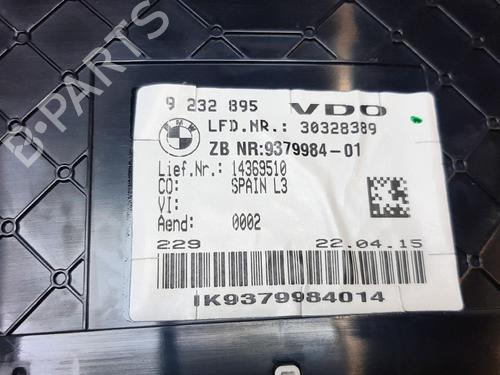 B-PARTS
9 232 895 VDO
BMW
LFD.NR.: 30328389
ZB NR:9379984-01
Lief.Nr.: 14369510
CO: SPAIN L3
VI:
Aend: 0002
229 22.04.15
IK9379984014